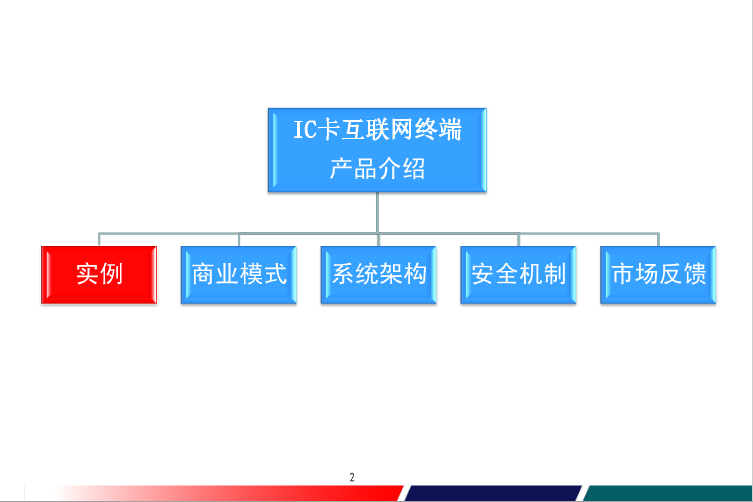 IC卡互联网终端
产品介绍
实例
商业模式
系统架构
安全机制
市场反馈
2